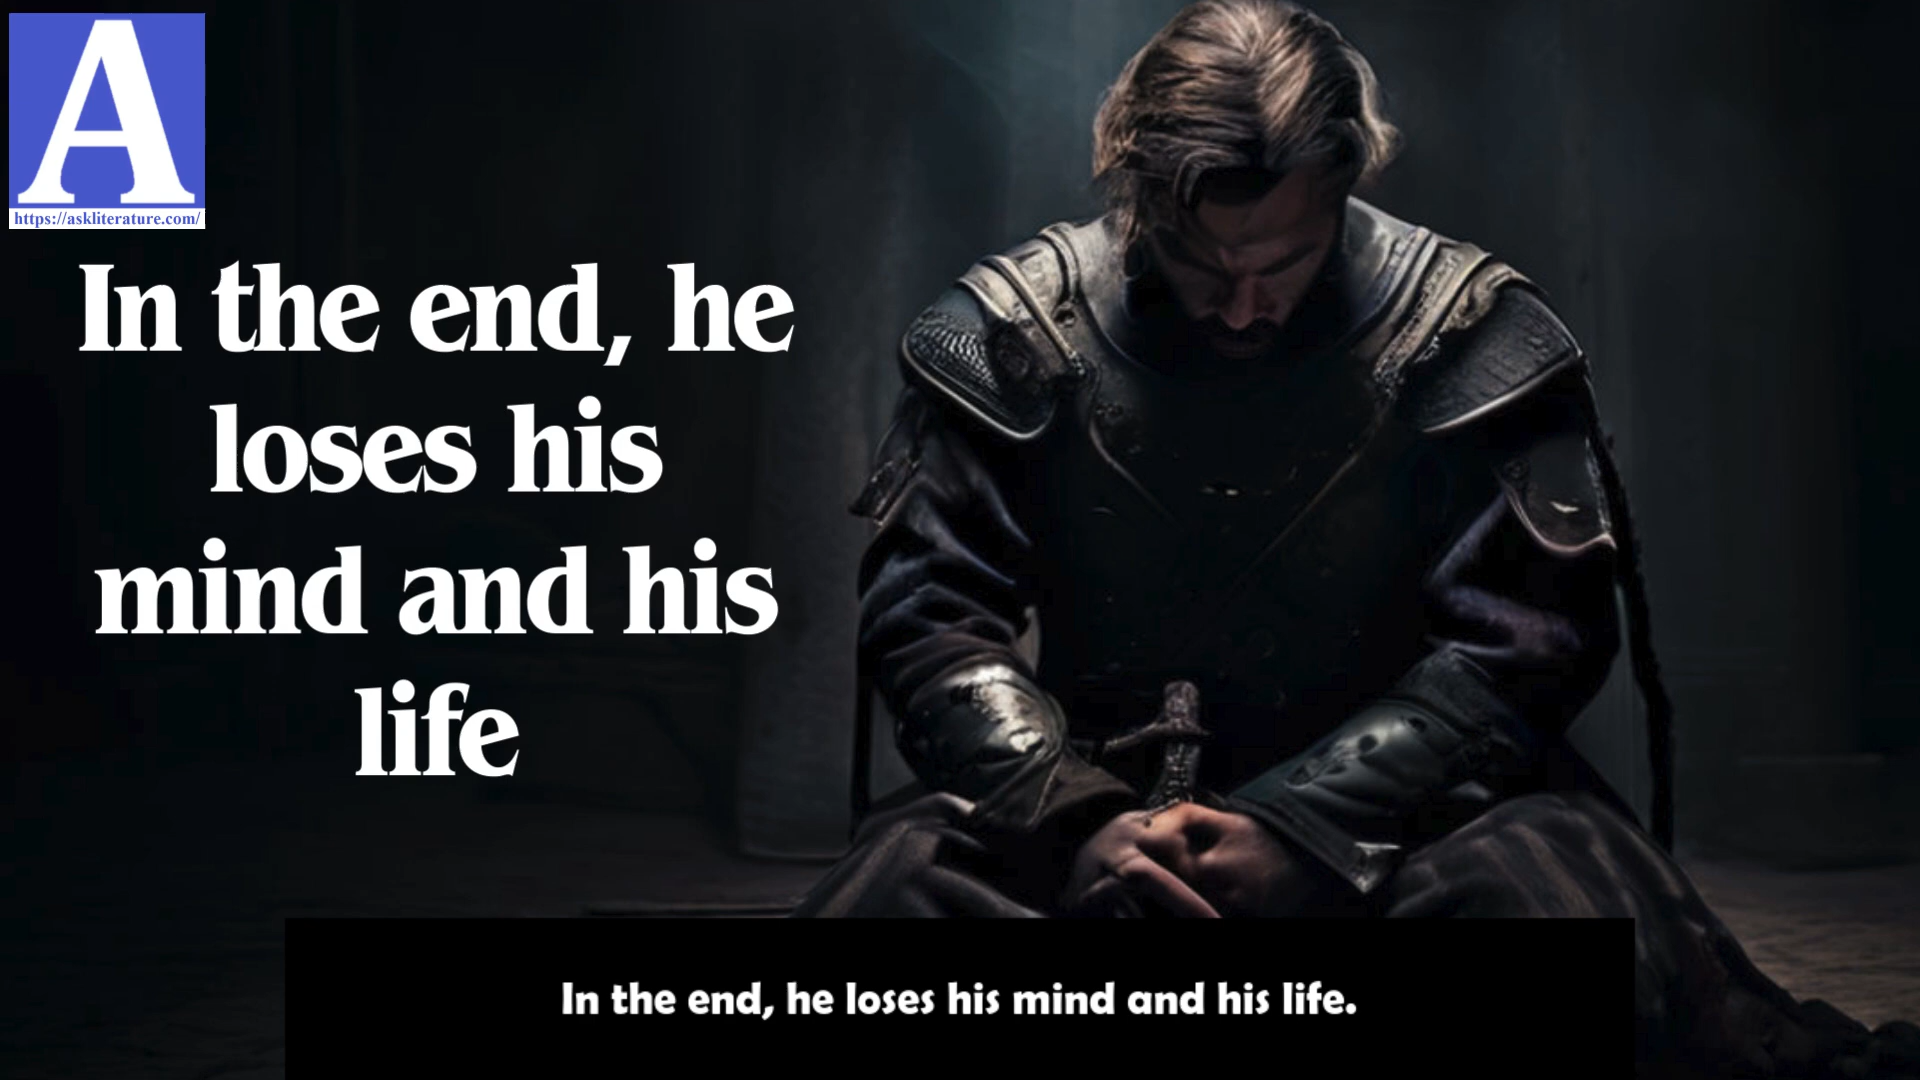 A
https://askliterature.com/
In the end, he
loses his
mind and his
life
In the end, he loses his mind and his life.